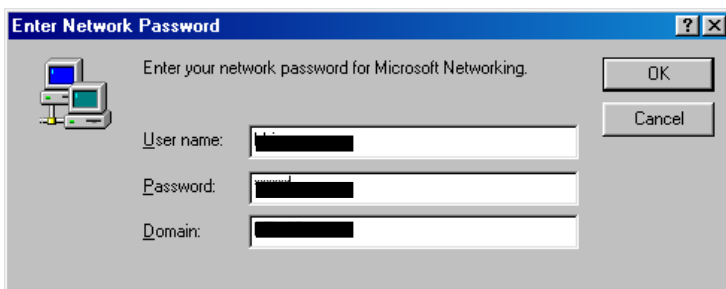 Enter Network Password
Enter your network password for Microsoft Networking.
OK
Cancel
User name:
Password:
Domain: